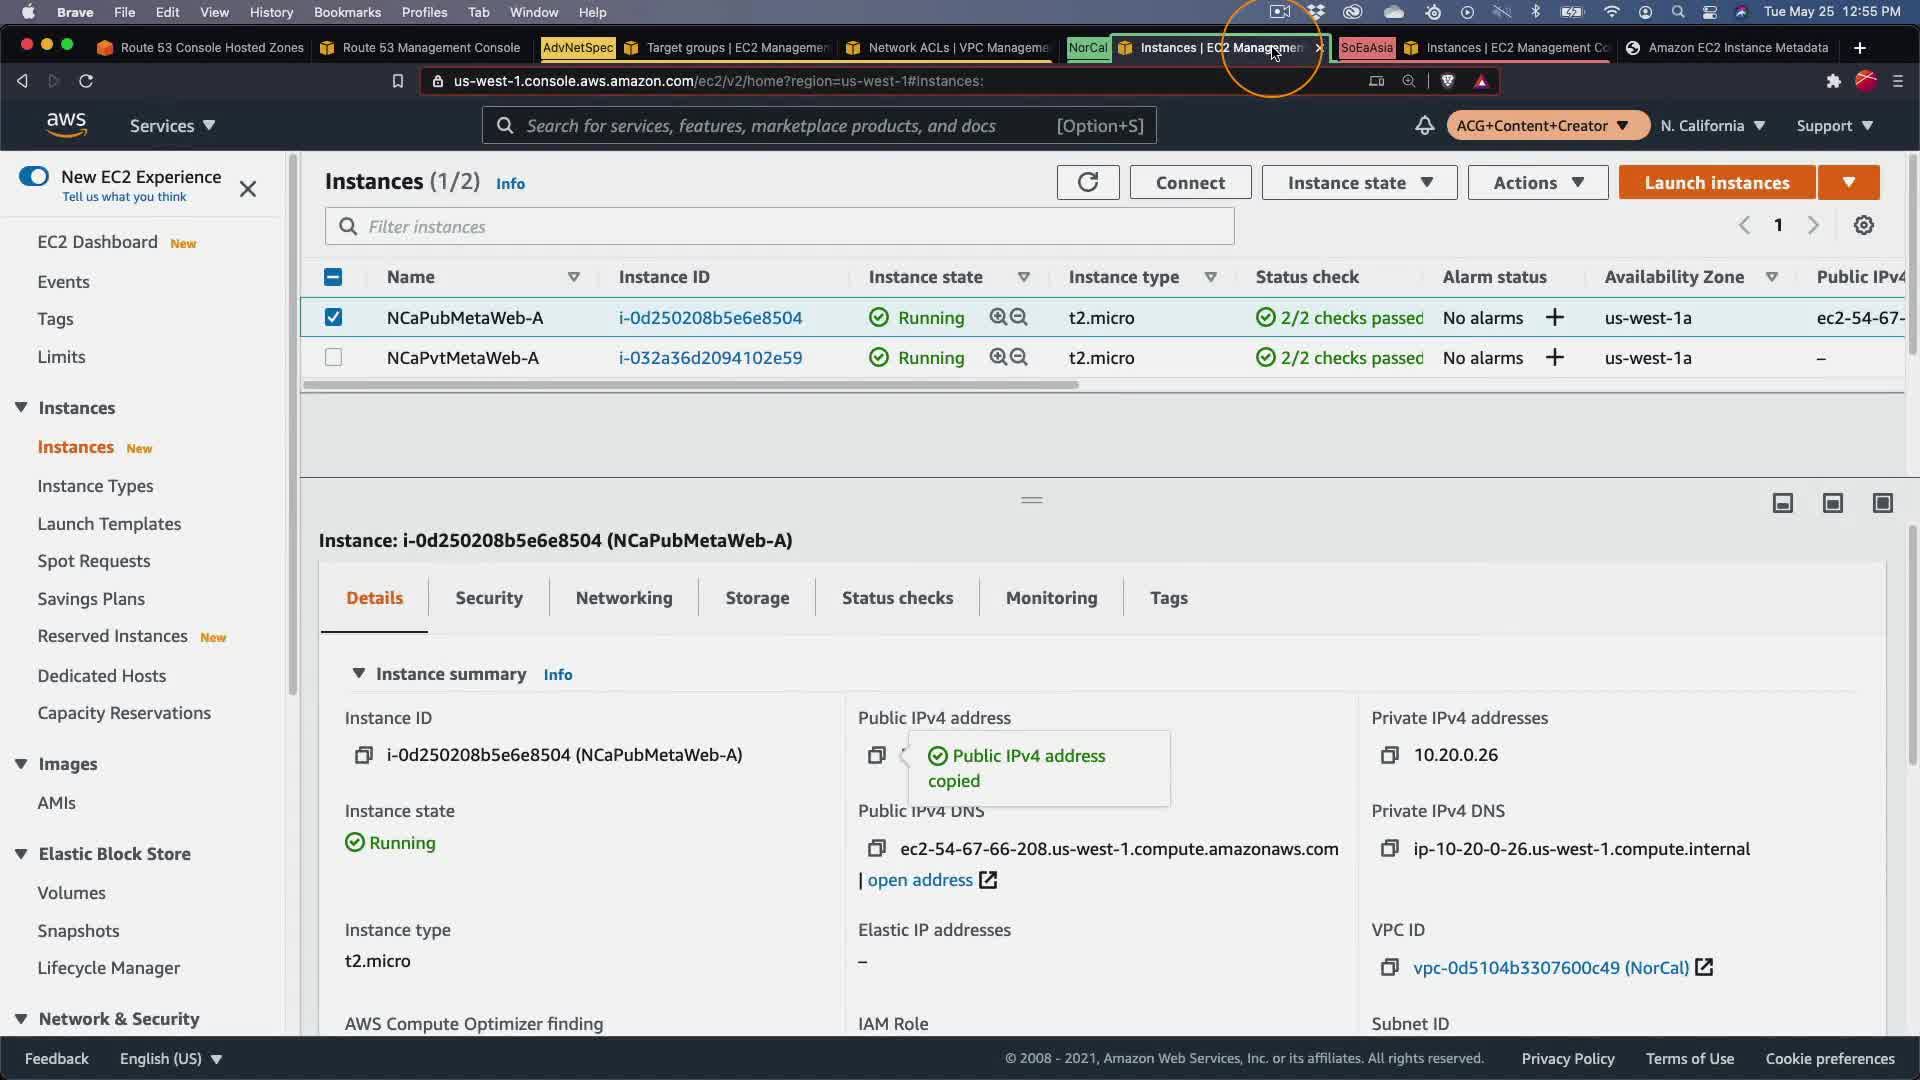 Brave File Edit View History Bookmarks Profiles Tab Window Help Tue May 25 12:55 PM
Route 53 Console Hosted Zones Route 53 Management Console AdvNetSpec Target groups | EC2 Managemen Network ACLs | VPC Manageme NorCal Instances | EC2 Managemen SoEaAsia Instances | EC2 Management Co Amazon EC2 Instance Metadata
us-west-1.console.aws.amazon.com/ec2/v2/home?region=us-west-1#Instances:
aws Services Search for services, features, marketplace products, and docs [Option+S] ACG+Content+Creator N. California Support
New EC2 Experience
Tell us what you think
EC2 Dashboard New
Events
Tags
Limits
Instances
Instances New
Instance Types
Launch Templates
Spot Requests
Savings Plans
Reserved Instances New
Dedicated Hosts
Capacity Reservations
Images
AMIs
Elastic Block Store
Volumes
Snapshots
Lifecycle Manager
Network & Security
Instances (1/2) Info Connect Instance state Actions Launch instances
Filter instances 1
Name Instance ID Instance state Instance type Status check Alarm status Availability Zone Public IPv4
NCaPubMetaWeb-A i-0d250208b5e6e8504 Running t2.micro 2/2 checks passed No alarms + us-west-1a ec2-54-67-
NCaPvtMetaWeb-A i-032a36d2094102e59 Running t2.micro 2/2 checks passed No alarms + us-west-1a –
Instance: i-0d250208b5e6e8504 (NCaPubMetaWeb-A)
Details Security Networking Storage Status checks Monitoring Tags
Instance summary Info
Instance ID Public IPv4 address Private IPv4 addresses
i-0d250208b5e6e8504 (NCaPubMetaWeb-A) Public IPv4 address 10.20.0.26
copied
Instance state Public IPv4 DNS Private IPv4 DNS
Running ec2-54-67-66-208.us-west-1.compute.amazonaws.com ip-10-20-0-26.us-west-1.compute.internal
| open address
Instance type Elastic IP addresses VPC ID
t2.micro – vpc-0d5104b3307600c49 (NorCal)
AWS Compute Optimizer finding IAM Role Subnet ID
Feedback English (US) © 2008 - 2021, Amazon Web Services, Inc. or its affiliates. All rights reserved. Privacy Policy Terms of Use Cookie preferences